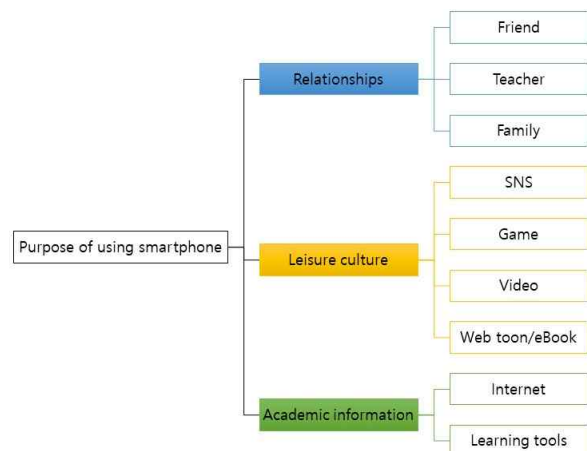 Purpose of using smartphone
Relationships
Friend
Teacher
Family
Leisure culture
SNS
Game
Video
Web toon/eBook
Academic information
Internet
Learning tools